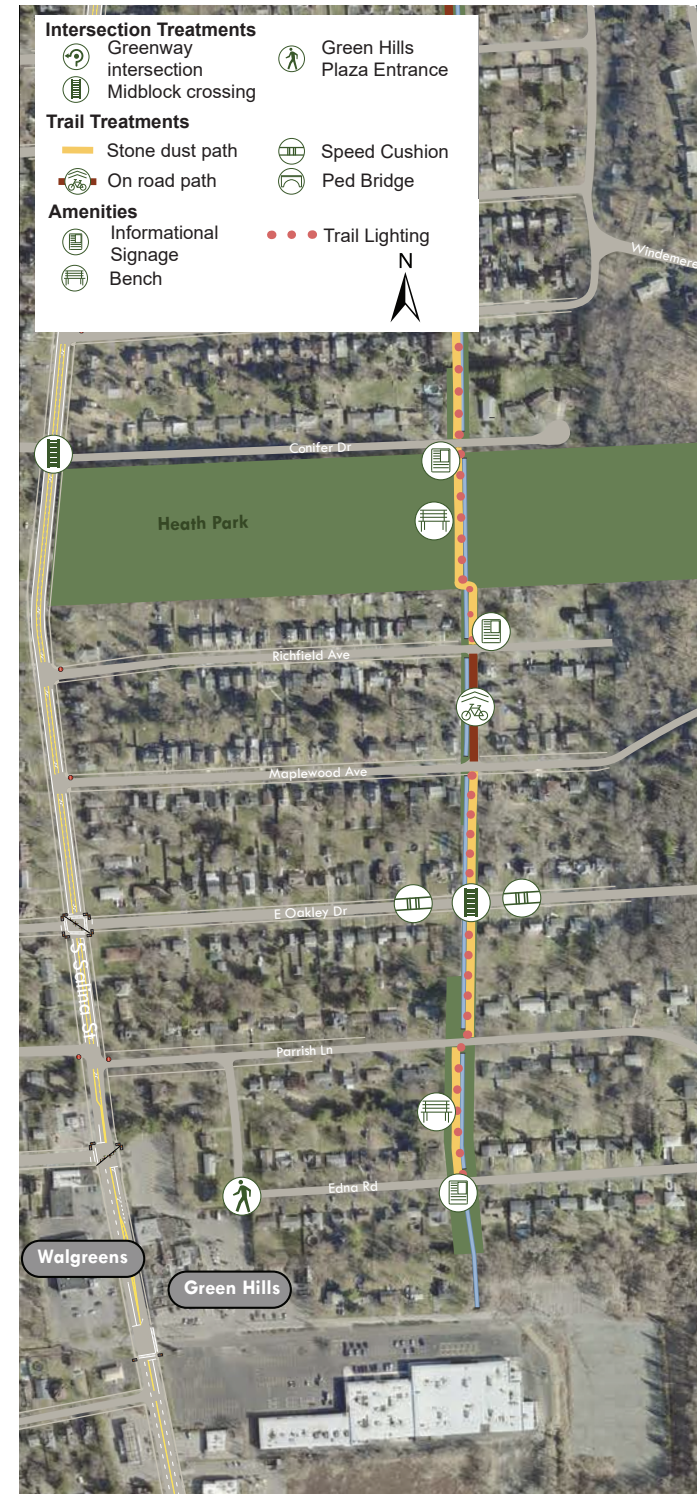 Intersection Treatments
Greenway
intersection
Midblock crossing
Green Hills
Plaza Entrance
Trail Treatments
Stone dust path
On road path
Speed Cushion
Ped Bridge
Amenities
Informational
Signage
Bench
Trail Lighting
N
Windemere
Conifer Dr
Heath Park
Richfield Ave
Maplewood Ave
E Oakley Dr
S Salina St
Parrish Ln
Edna Rd
Walgreens
Green Hills